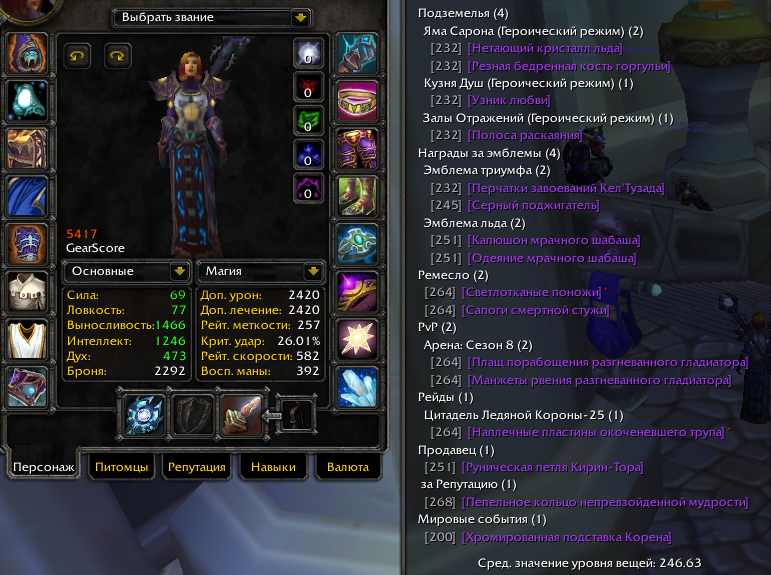 Выбрать звание
0
0
0
0
0
5417
GearScore
Основные
Магия
Сила: 69
Ловкость: 77
Выносливость:1466
Интеллект: 1246
Дух: 473
Броня: 2292
Доп. урон: 2420
Доп. лечение: 2420
Рейт. меткости: 257
Крит. удар: 26.01%
Рейт. скорости: 582
Восп. маны: 392
Персонаж
Питомцы
Репутация
Навыки
Валюта
Подземелья (4)
Яма Сарона (Героический режим) (2)
[232] [Нетающий кристалл льда]
[232] [Резная бедренная кость горгульи]
Кузня Душ (Героический режим) (1)
[232] [Узник любви]
Залы Отражений (Героический режим) (1)
[232] [Полоса раскаяния]
Награды за эмблемы (4)
Эмблема триумфа (2)
[232] [Перчатки завоеваний Кел'Тузада]
[245] [Серный поджигатель]
Эмблема льда (2)
[251] [Капюшон мрачного шабаша]
[251] [Одеяние мрачного шабаша]
Ремесло (2)
[264] [Светлотканые поножи]*
[264] [Сапоги смертной стужи]*
PvP (2)
Арена: Сезон 8 (2)
[264] [Плащ порабощения разгневанного гладиатора]
[264] [Манжеты рвения разгневанного гладиатора]
Рейды (1)
Цитадель Ледяной Короны-25 (1)
[264] [Наплечные пластины окоченевшего трупа]*
Продавец (1)
[251] [Руническая петля Кирин-Тора]
за Репутацию (1)
[268] [Пепельное кольцо непревзойденной мудрости]
Мировые события (1)
[200] [Хромированная подставка Корена]
Сред. значение уровня вещей: 246.63